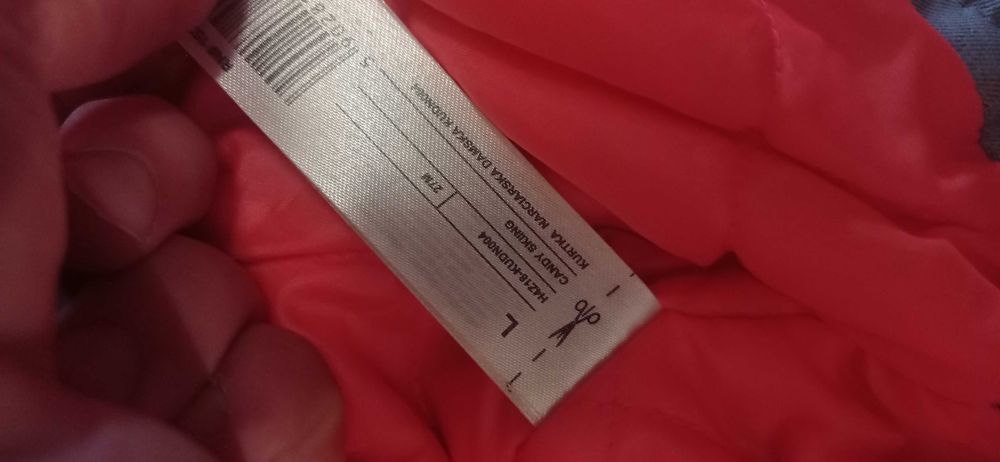 KURTKA NARCIARSKA DAMSKA KUDN004
CANDY SKIING
H4Z18-KUDN004
27M
L